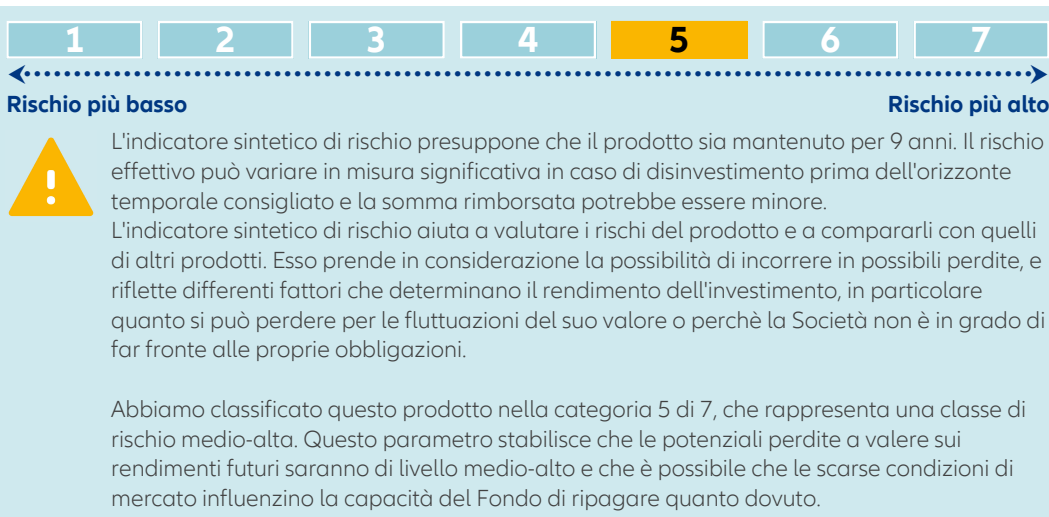 1 2 3 4 5 6 7
Rischio più basso Rischio più alto
L'indicatore sintetico di rischio presuppone che il prodotto sia mantenuto per 9 anni. Il rischio
effettivo può variare in misura significativa in caso di disinvestimento prima dell'orizzonte
temporale consigliato e la somma rimborsata potrebbe essere minore.
L'indicatore sintetico di rischio aiuta a valutare i rischi del prodotto e a compararli con quelli
di altri prodotti. Esso prende in considerazione la possibilità di incorrere in possibili perdite, e
riflette differenti fattori che determinano il rendimento dell'investimento, in particolare
quanto si può perdere per le fluttuazioni del suo valore o perchè la Società non è in grado di
far fronte alle proprie obbligazioni.
Abbiamo classificato questo prodotto nella categoria 5 di 7, che rappresenta una classe di
rischio medio-alta. Questo parametro stabilisce che le potenziali perdite a valere sui
rendimenti futuri saranno di livello medio-alto e che è possibile che le scarse condizioni di
mercato influenzino la capacità del Fondo di ripagare quanto dovuto.